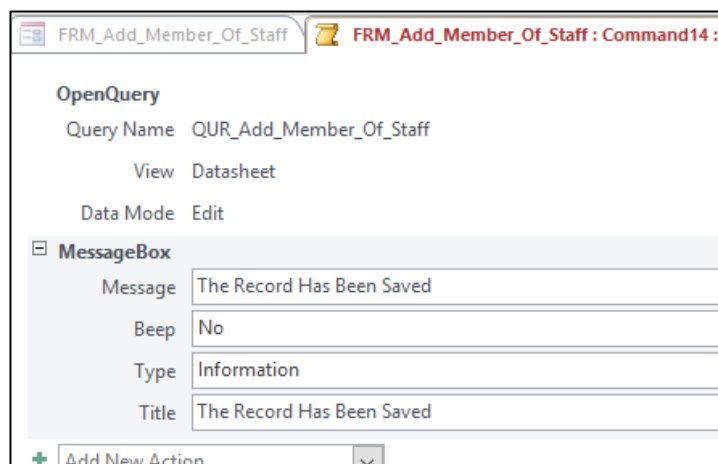 FRM_Add_Member_Of_Staff FRM_Add_Member_Of_Staff : Command14 :
OpenQuery
Query Name QUR_Add_Member_Of_Staff
View Datasheet
Data Mode Edit
MessageBox
Message The Record Has Been Saved
Beep No
Type Information
Title The Record Has Been Saved
Add New Action